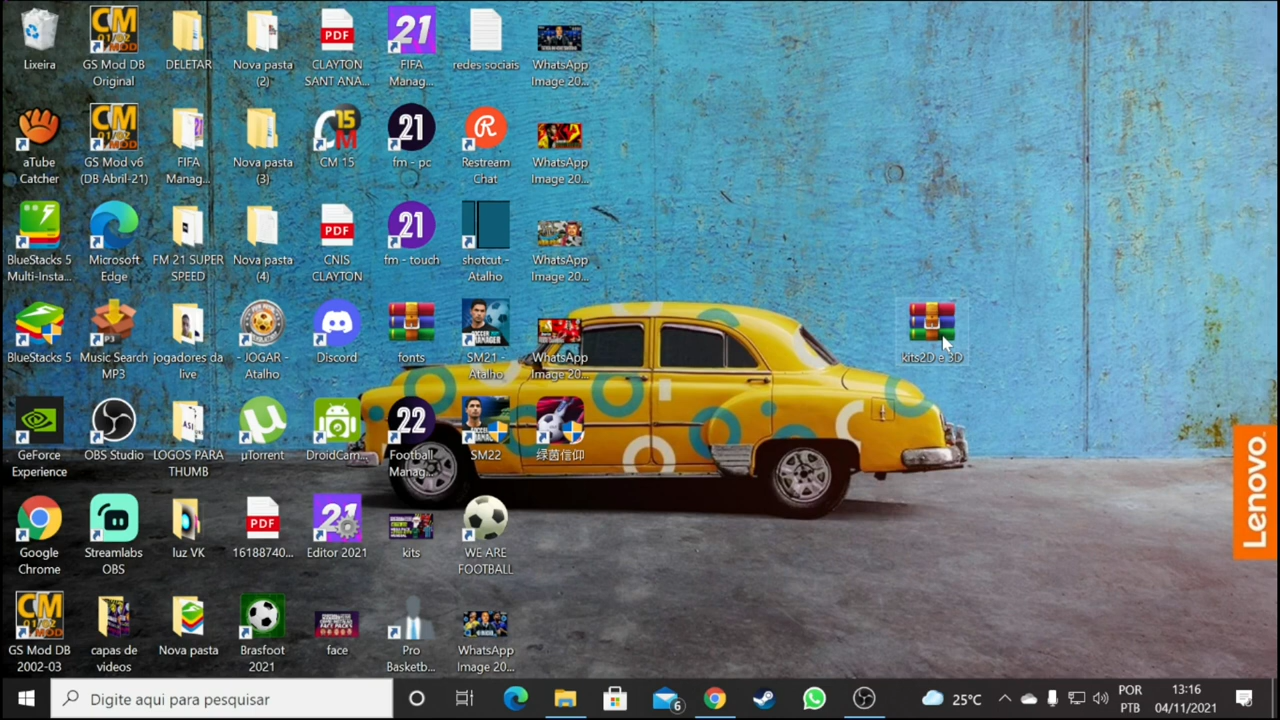 Lixeira
GS Mod DB
Original
DELETAR
Nova pasta
(2)
CLAYTON
SANT ANA...
FIFA
Manag...
redes sociais
WhatsApp
Image 20...
aTube
Catcher
GS Mod v6
(DB Abril-21)
FIFA
Manag...
Nova pasta
(3)
CM 15
fm - pc
Restream
Chat
WhatsApp
Image 20...
BlueStacks 5
Multi-Insta...
Microsoft
Edge
FM 21 SUPER
SPEED
Nova pasta
(4)
CNIS
CLAYTON
fm - touch
shotcut -
Atalho
WhatsApp
Image 20...
BlueStacks 5
Music Search
MP3
jogadores da
live
- JOGAR -
Atalho
Discord
fonts
SM21 -
Atalho
WhatsApp
Image 20...
kits2D e 3D
GeForce
Experience
OBS Studio
LOGOS PARA
THUMB
µTorrent
DroidCam...
Football
Manag...
SM22
绿茵信仰
Lenovo
Google
Chrome
Streamlabs
OBS
luz VK
16188740...
Editor 2021
kits
WE ARE
FOOTBALL
GS Mod DB
2002-03
capas de
videos
Nova pasta
Brasfoot
2021
face
Pro
Basketb...
WhatsApp
Image 20...
Digite aqui para pesquisar
6
25°C
POR
PTB
13:16
04/11/2021